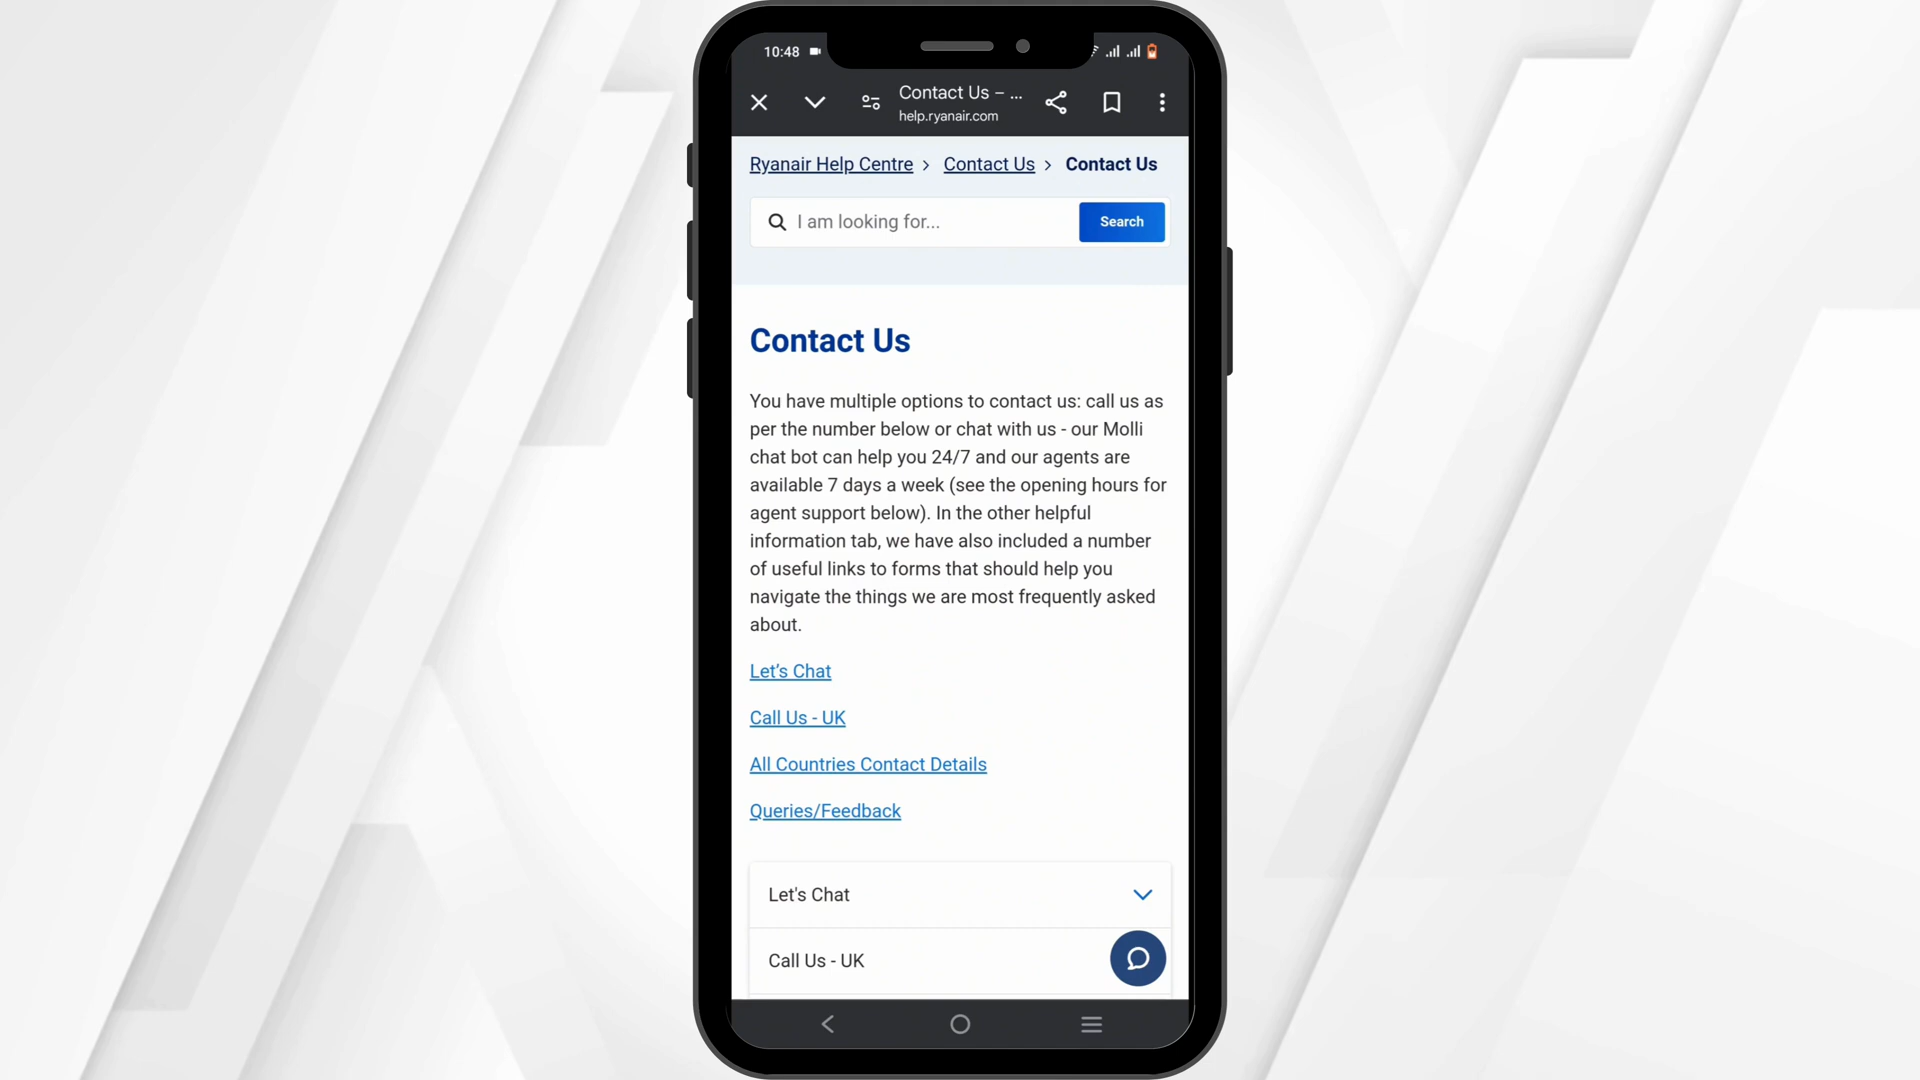 10:48
Contact Us – ...
help.ryanair.com
Ryanair Help Centre > Contact Us > Contact Us
I am looking for...
Search
Contact Us
You have multiple options to contact us: call us as
per the number below or chat with us - our Molli
chat bot can help you 24/7 and our agents are
available 7 days a week (see the opening hours for
agent support below). In the other helpful
information tab, we have also included a number
of useful links to forms that should help you
navigate the things we are most frequently asked
about.
Let’s Chat
Call Us - UK
All Countries Contact Details
Queries/Feedback
Let's Chat
Call Us - UK